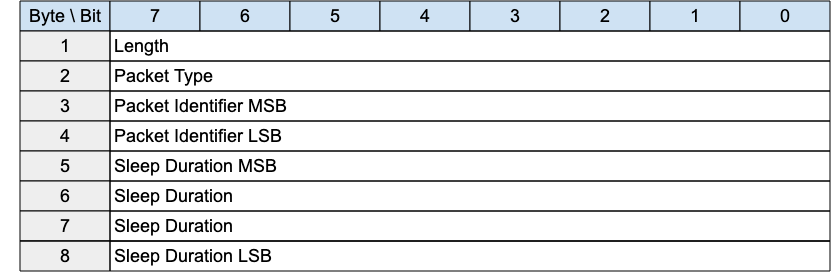 Byte \ Bit 7 6 5 4 3 2 1 0
1 Length
2 Packet Type
3 Packet Identifier MSB
4 Packet Identifier LSB
5 Sleep Duration MSB
6 Sleep Duration
7 Sleep Duration
8 Sleep Duration LSB